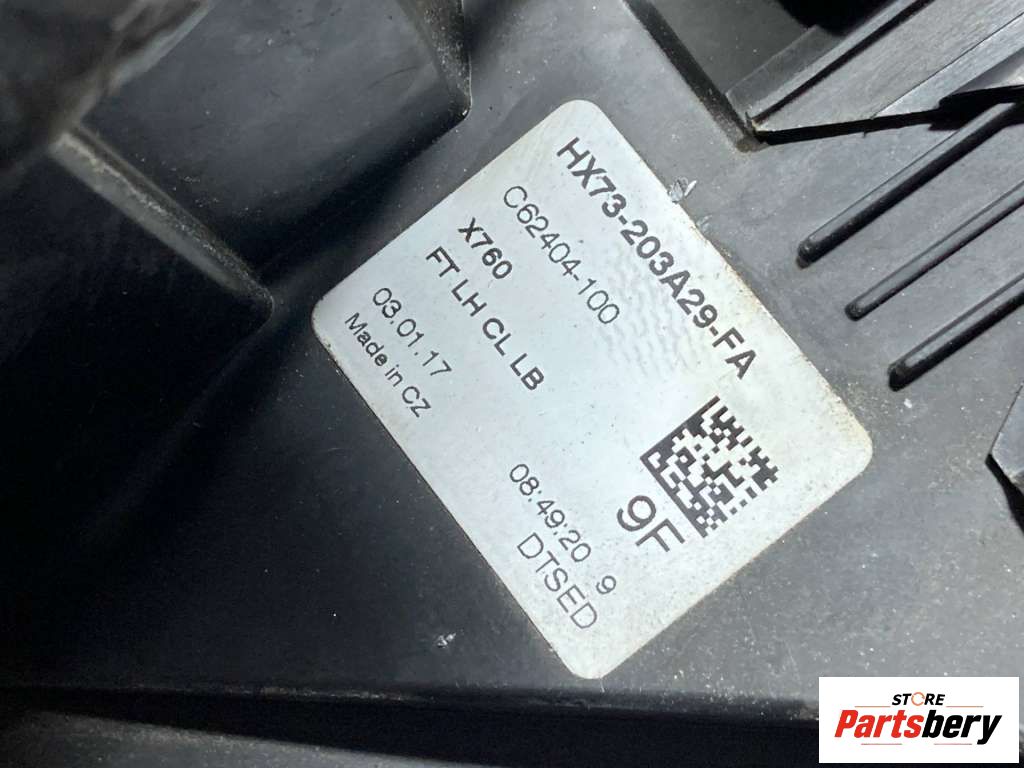 HX73-203A29-FA
C62404-100
X760
FT LH CL LB
03.01.17
Made in CZ
08:49:20 9
9F
DTSED
STORE
Partsbery